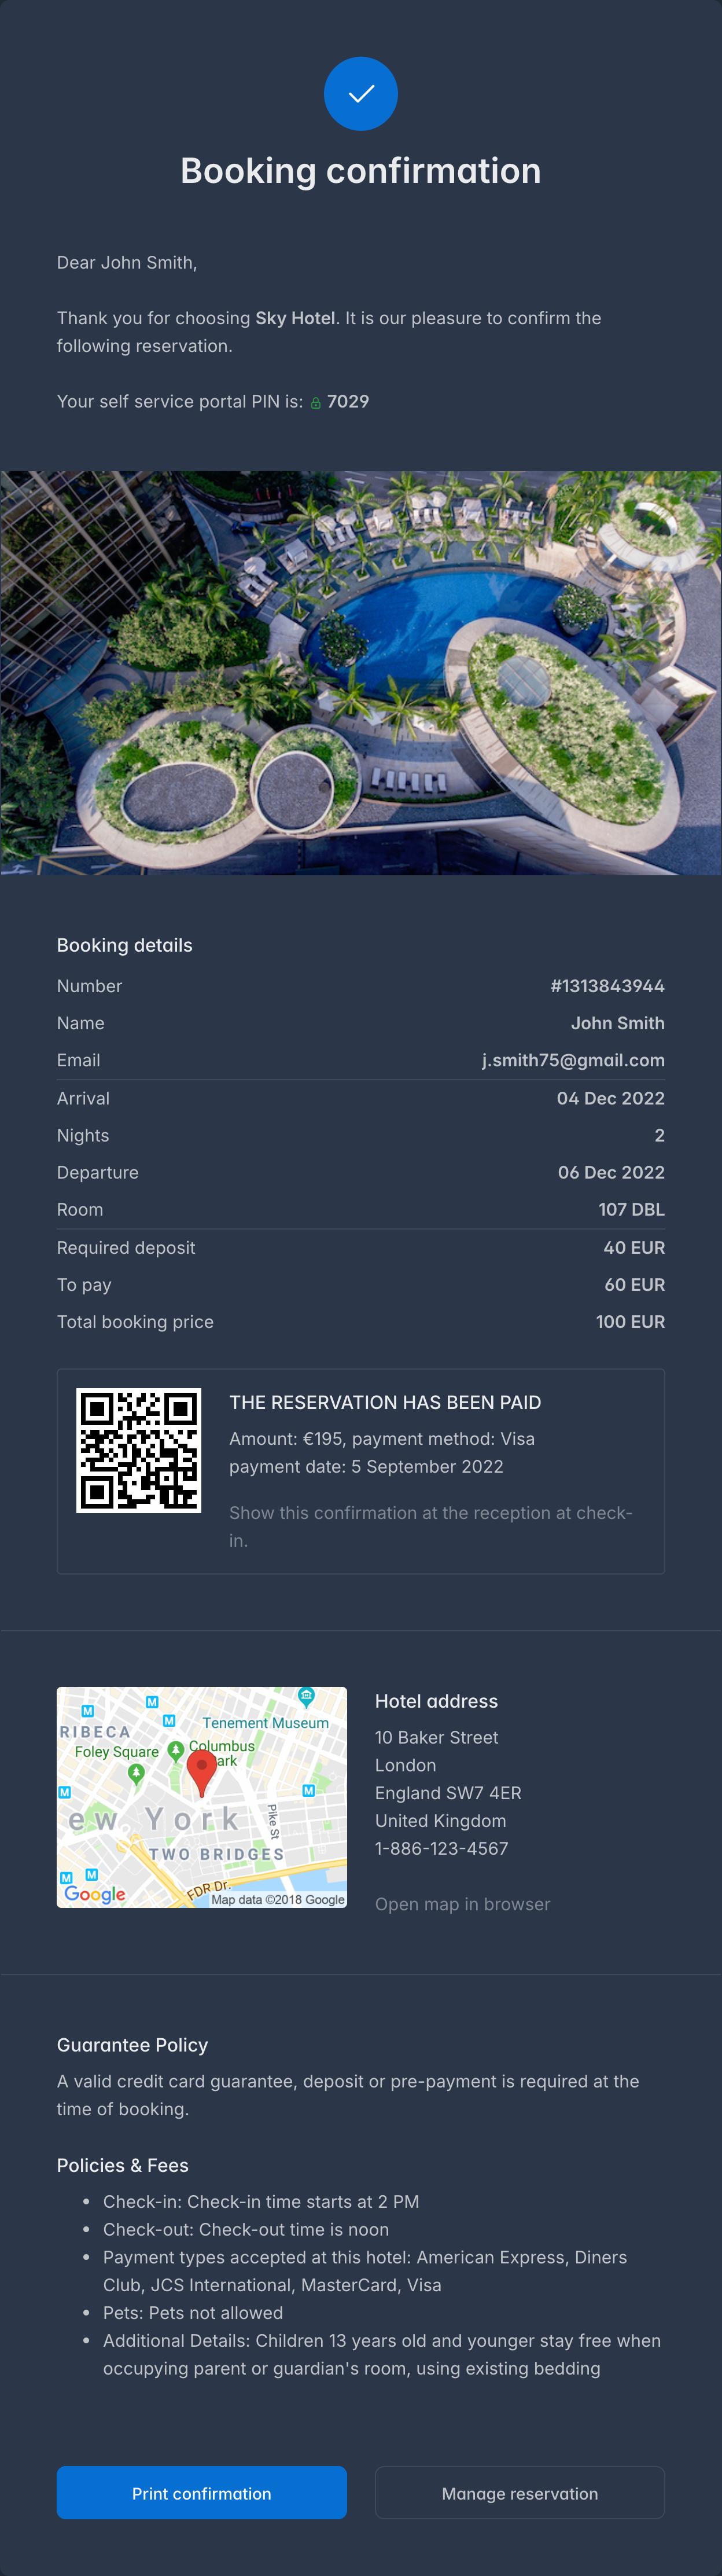 Booking confirmation
Dear John Smith,
Thank you for choosing Sky Hotel. It is our pleasure to confirm the
following reservation.
Your self service portal PIN is: 7029
Booking details
Number #1313843944
Name John Smith
Email j.smith75@gmail.com
Arrival 04 Dec 2022
Nights 2
Departure 06 Dec 2022
Room 107 DBL
Required deposit 40 EUR
To pay 60 EUR
Total booking price 100 EUR
THE RESERVATION HAS BEEN PAID
Amount: €195, payment method: Visa
payment date: 5 September 2022
Show this confirmation at the reception at check-
in.
M
M
M
RIBECA
Tenement Museum
Foley Square
Columbus
ark
M
M
ew York
Pike St
TWO BRIDGES
M
M
FDR Dr.
Google
Map data ©2018 Google
Hotel address
10 Baker Street
London
England SW7 4ER
United Kingdom
1-886-123-4567
Open map in browser
Guarantee Policy
A valid credit card guarantee, deposit or pre-payment is required at the
time of booking.
Policies & Fees
• Check-in: Check-in time starts at 2 PM
• Check-out: Check-out time is noon
• Payment types accepted at this hotel: American Express, Diners
Club, JCS International, MasterCard, Visa
• Pets: Pets not allowed
• Additional Details: Children 13 years old and younger stay free when
occupying parent or guardian's room, using existing bedding
Print confirmation
Manage reservation